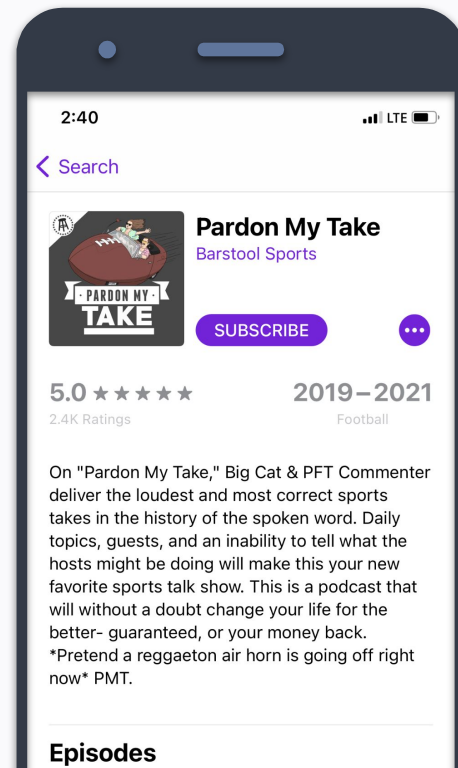 2:40
LTE
Search
PARDON MY
TAKE
Pardon My Take
Barstool Sports
SUBSCRIBE
5.0 ★★★★★
2.4K Ratings
2019–2021
Football
On "Pardon My Take," Big Cat & PFT Commenter
deliver the loudest and most correct sports
takes in the history of the spoken word. Daily
topics, guests, and an inability to tell what the
hosts might be doing will make this your new
favorite sports talk show. This is a podcast that
will without a doubt change your life for the
better- guaranteed, or your money back.
*Pretend a reggaeton air horn is going off right
now* PMT.
Episodes